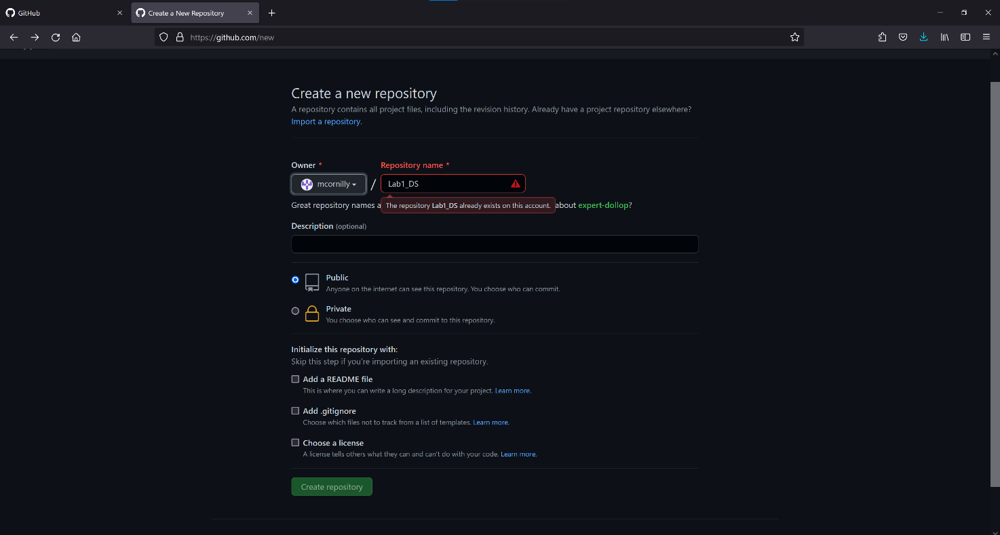 GitHub
Create a New Repository
https://github.com/new
Create a new repository
A repository contains all project files, including the revision history. Already have a project repository elsewhere?
Import a repository.
Owner * Repository name *
mcornilly / Lab1_DS
Great repository names a
The repository Lab1_DS already exists on this account.
about expert-dollop?
Description (optional)
Public
Anyone on the internet can see this repository. You choose who can commit.
Private
You choose who can see and commit to this repository.
Initialize this repository with:
Skip this step if you're importing an existing repository.
Add a README file
This is where you can write a long description for your project. Learn more.
Add .gitignore
Choose which files not to track from a list of templates. Learn more.
Choose a license
A license tells others what they can and can't do with your code. Learn more.
Create repository